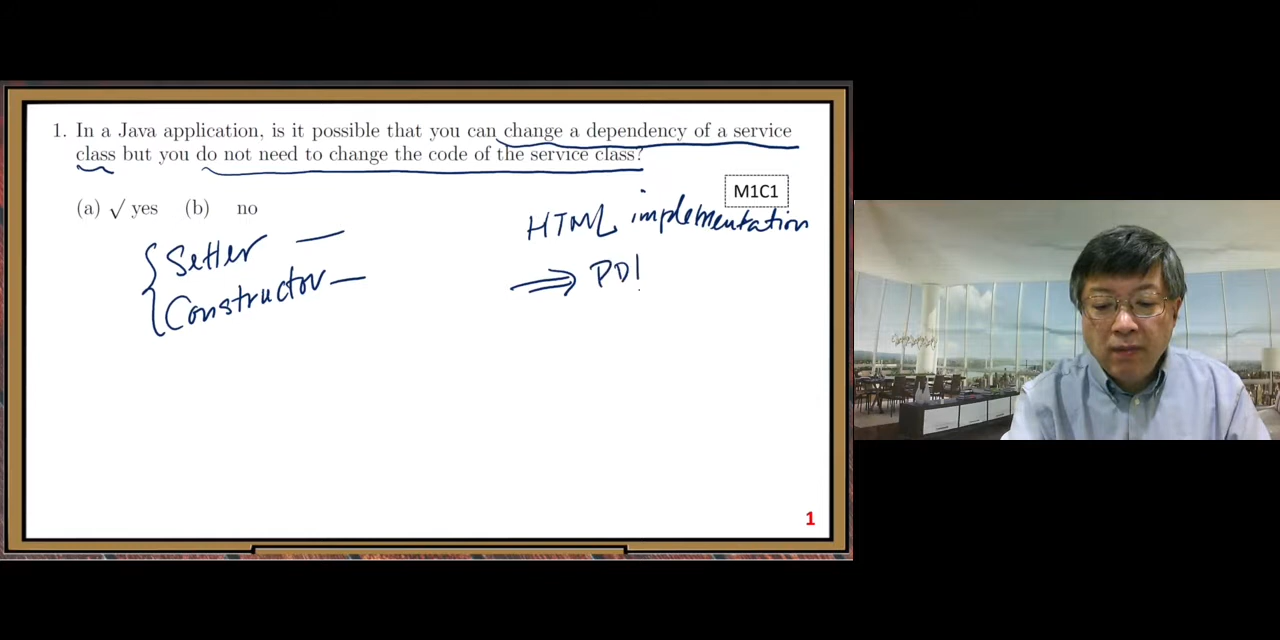 1. In a Java application, is it possible that you can change a dependency of a service
class but you do not need to change the code of the service class?
M1C1
(a) √ yes (b) no
HTML implementation
Setter —
⇒ PD
Constructor —
1